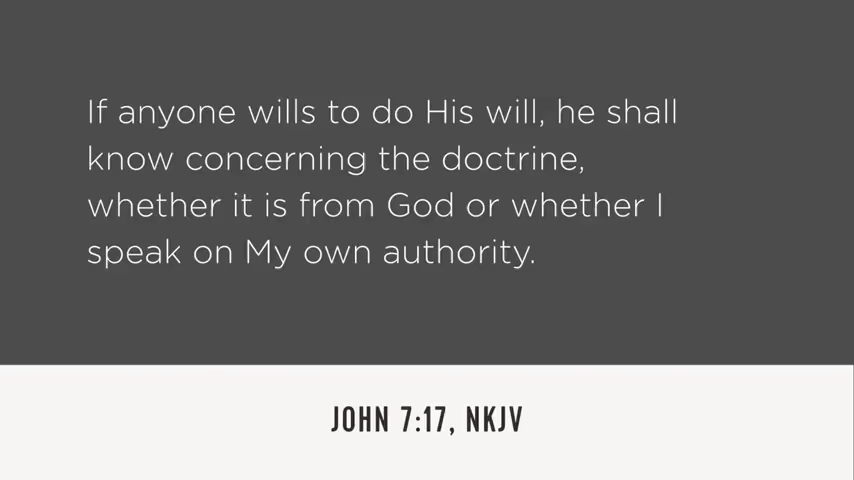 If anyone wills to do His will, he shall
know concerning the doctrine,
whether it is from God or whether I
speak on My own authority.
JOHN 7:17, NKJV